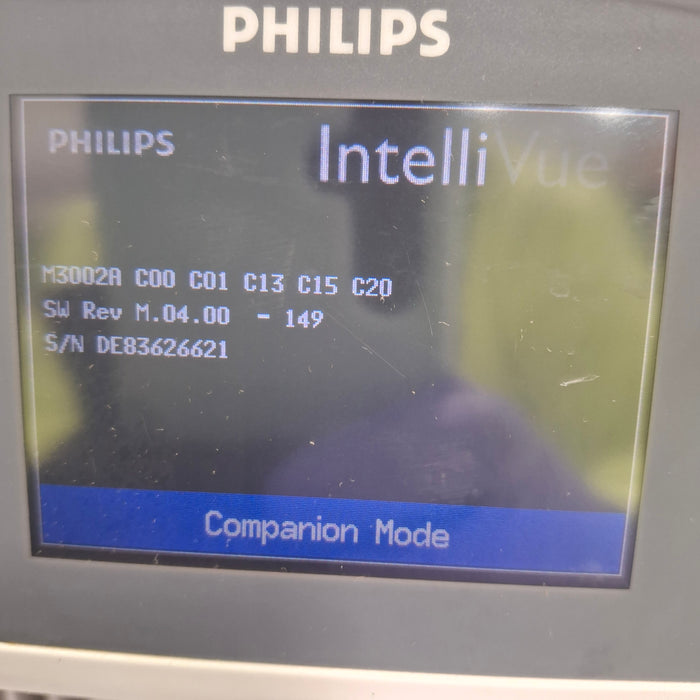 PHILIPS
PHILIPS IntelliVue
M3002A C00 C01 C13 C15 C20
SW Rev M.04.00 - 149
S/N DE83626621
Companion Mode